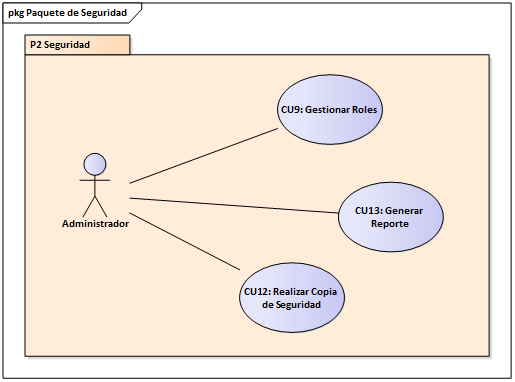 pkg Paquete de Seguridad
P2 Seguridad
CU9: Gestionar Roles
CU13: Generar
Reporte
Administrador
CU12: Realizar Copia
de Seguridad